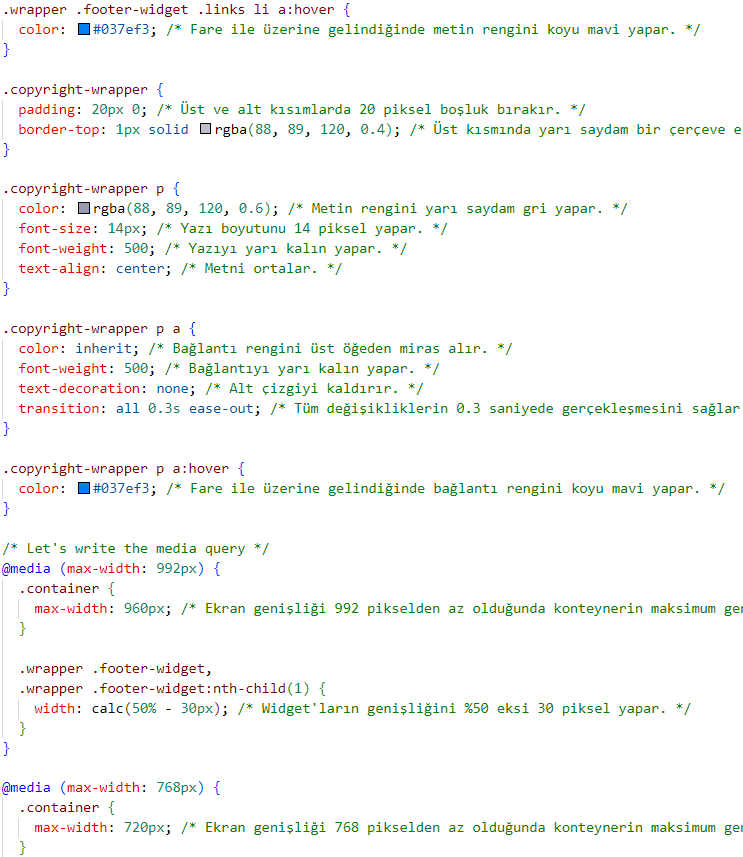 .wrapper .footer-widget .links li a:hover {
color: #037ef3; /* Fare ile üzerine gelindiğinde metin rengini koyu mavi yapar. */
}
.copyright-wrapper {
padding: 20px 0; /* Üst ve alt kısımlarda 20 piksel boşluk bırakır. */
border-top: 1px solid rgba(88, 89, 120, 0.4); /* Üst kısmında yarı saydam bir çerçeve e
}
.copyright-wrapper p {
color: rgba(88, 89, 120, 0.6); /* Metin rengini yarı saydam gri yapar. */
font-size: 14px; /* Yazı boyutunu 14 piksel yapar. */
font-weight: 500; /* Yazıyı yarı kalın yapar. */
text-align: center; /* Metni ortalar. */
}
.copyright-wrapper p a {
color: inherit; /* Bağlantı rengini üst öğeden miras alır. */
font-weight: 500; /* Bağlantıyı yarı kalın yapar. */
text-decoration: none; /* Alt çizgiyi kaldırır. */
transition: all 0.3s ease-out; /* Tüm değişikliklerin 0.3 saniyede gerçekleşmesini sağlar
}
.copyright-wrapper p a:hover {
color: #037ef3; /* Fare ile üzerine gelindiğinde bağlantı rengini koyu mavi yapar. */
}
/* Let's write the media query */
@media (max-width: 992px) {
.container {
max-width: 960px; /* Ekran genişliği 992 pikselden az olduğunda konteynerin maksimum ge
}
.wrapper .footer-widget,
.wrapper .footer-widget:nth-child(1) {
width: calc(50% - 30px); /* Widget'ların genişliğini %50 eksi 30 piksel yapar. */
}
}
@media (max-width: 768px) {
.container {
max-width: 720px; /* Ekran genişliği 768 pikselden az olduğunda konteynerin maksimum ge
}